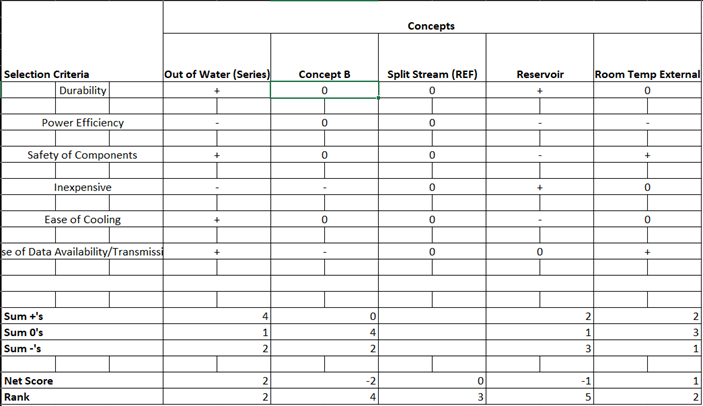 Concepts
Selection Criteria Out of Water (Series) Concept B Split Stream (REF) Reservoir Room Temp External
Durability + 0 0 + 0
Power Efficiency - 0 0 - -
Safety of Components + 0 0 - +
Inexpensive - - 0 + 0
Ease of Cooling + 0 0 - 0
se of Data Availability/Transmissi + - 0 0 +
Sum +'s 4 0 2 2
Sum 0's 1 4 1 3
Sum -'s 2 2 3 1
Net Score 2 -2 0 -1 1
Rank 2 4 3 5 2